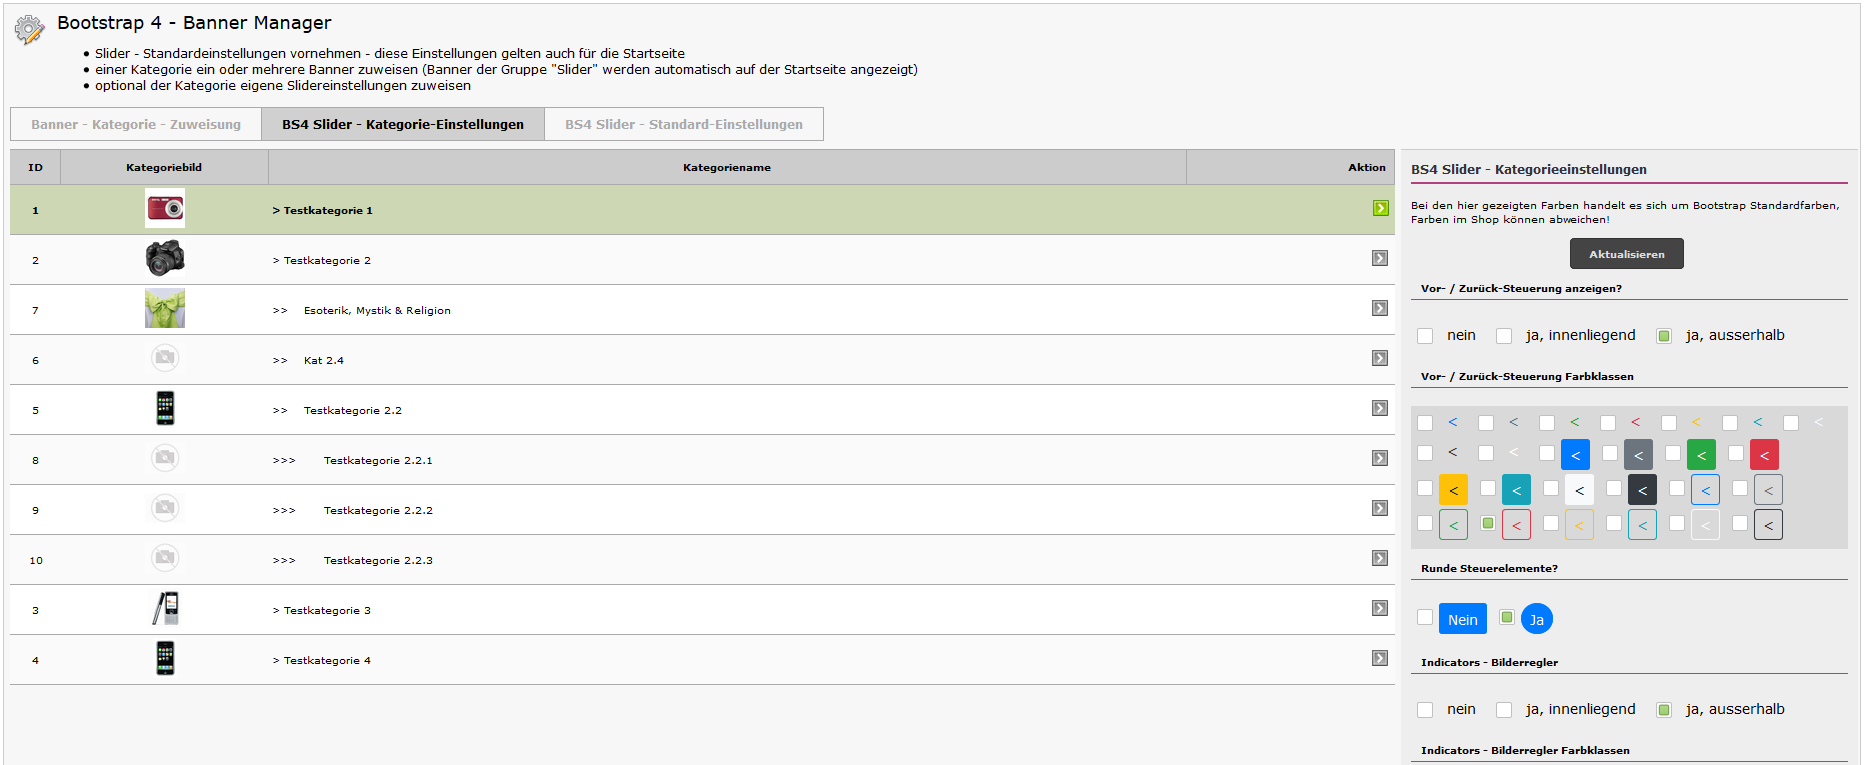 Bootstrap 4 - Banner Manager
• Slider - Standardeinstellungen vornehmen - diese Einstellungen gelten auch für die Startseite
• einer Kategorie ein oder mehrere Banner zuweisen (Banner der Gruppe "Slider" werden automatisch auf der Startseite angezeigt)
• optional der Kategorie eigene Slidereinstellungen zuweisen
Banner - Kategorie - Zuweisung BS4 Slider - Kategorie-Einstellungen BS4 Slider - Standard-Einstellungen
ID Kategoriebild Kategoriename Aktion
1 > Testkategorie 1
2 > Testkategorie 2
7 >> Esoterik, Mystik & Religion
6 >> Kat 2.4
5 >> Testkategorie 2.2
8 >>> Testkategorie 2.2.1
9 >>> Testkategorie 2.2.2
10 >>> Testkategorie 2.2.3
3 > Testkategorie 3
4 > Testkategorie 4
BS4 Slider - Kategorieeinstellungen
Bei den hier gezeigten Farben handelt es sich um Bootstrap Standardfarben,
Farben im Shop können abweichen!
Aktualisieren
Vor- / Zurück-Steuerung anzeigen?
nein ja, innenliegend ja, ausserhalb
Vor- / Zurück-Steuerung Farbklassen
< < < < < < <
< < < < < <
< < < < < <
< < < < < <
Runde Steuerelemente?
Nein Ja
Indicators - Bilderregler
nein ja, innenliegend ja, ausserhalb
Indicators - Bilderregler Farbklassen